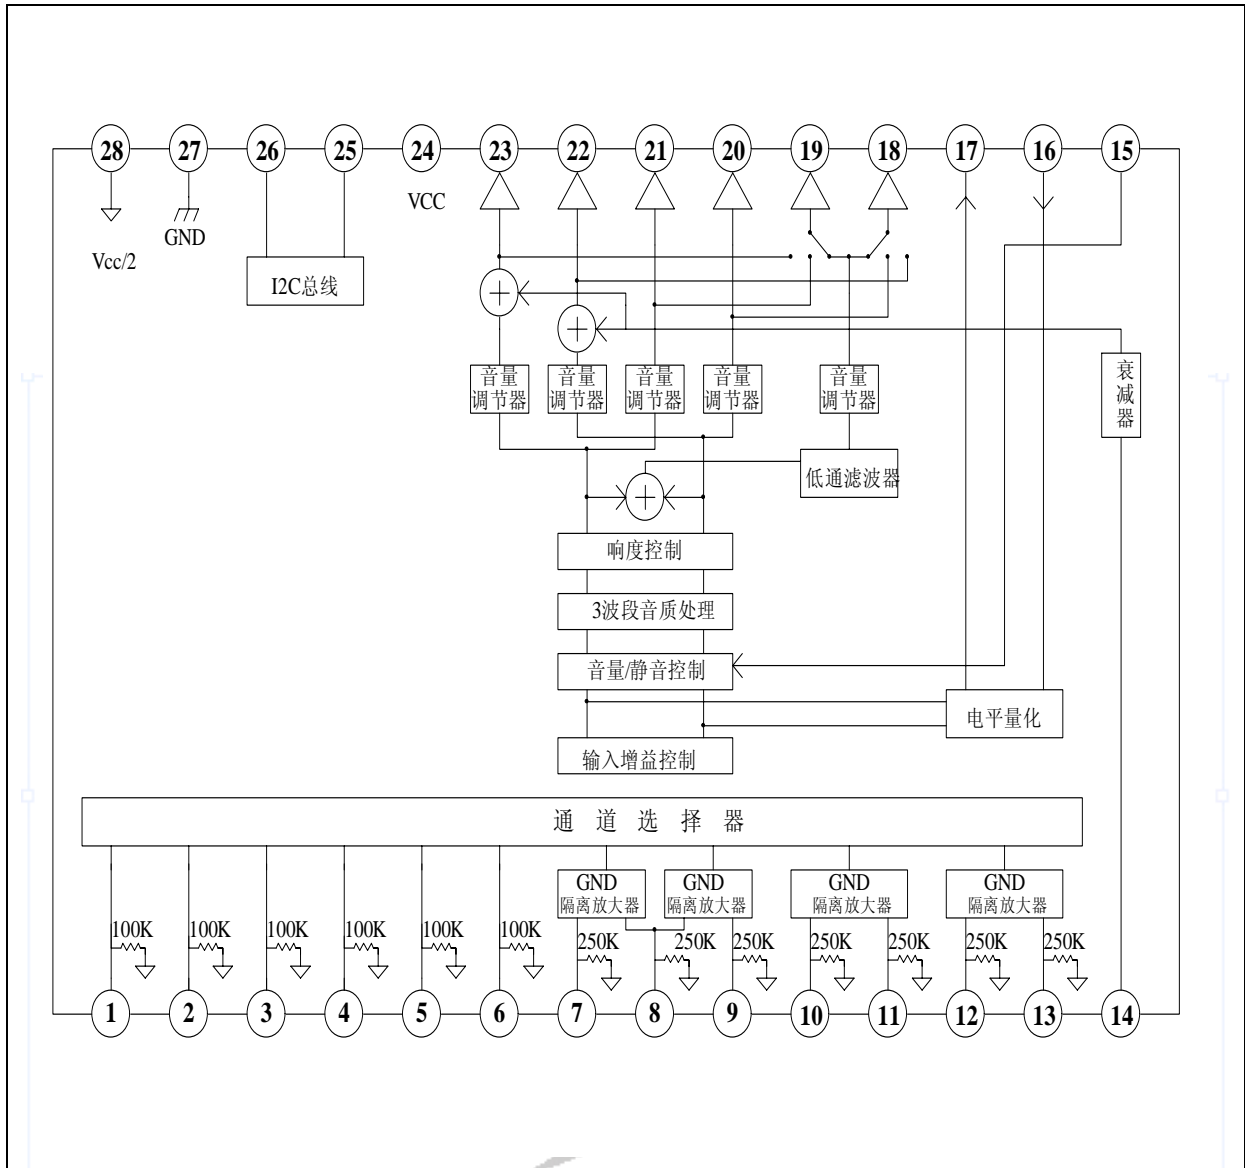 28 27 26 25 24 23 22 21 20 19 18 17 16 15
VCC
GND
Vcc/2
I2C总线
音量 音量 音量 音量 音量
调节器 调节器 调节器 调节器 调节器
衰减器
低通滤波器
响度控制
3波段音质处理
音量/静音控制
电平量化
输入增益控制
通道选择器
GND GND GND GND
隔离放大器 隔离放大器 隔离放大器 隔离放大器
100K 100K 100K 100K 100K 100K 250K 250K 250K 250K 250K 250K 250K
1 2 3 4 5 6 7 8 9 10 11 12 13 14